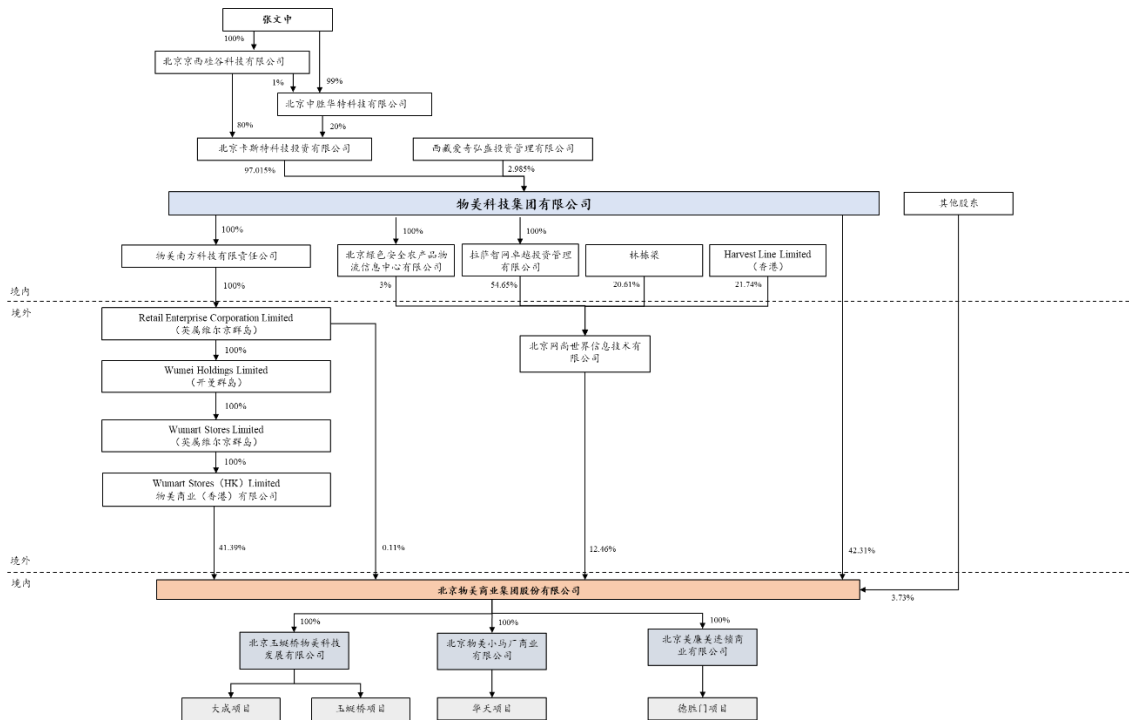 张文中
100%
北京京西硅谷科技有限公司
1%
99%
北京中胜华特科技有限公司
80%
20%
北京卡斯特科技投资有限公司
西藏爱奇弘盛投资管理有限公司
97.015%
2.985%
物美科技集团有限公司
其他股东
100%
100%
100%
物美南方科技有限责任公司
北京绿色安全农产品物
流信息中心有限公司
拉萨智冈卓越投资管理
有限公司
林栋梁
Harvest Line Limited
（香港）
100%
3%
54.65%
20.61%
21.74%
境内
境外
Retail Enterprise Corporation Limited
（英属维尔京群岛）
100%
北京网尚世界信息技术有
限公司
Wumei Holdings Limited
（开曼群岛）
100%
Wumart Stores Limited
（英属维尔京群岛）
100%
Wumart Stores（HK）Limited
物美商业（香港）有限公司
41.39%
0.11%
12.46%
42.31%
境外
境内
北京物美商业集团股份有限公司
3.73%
100%
100%
100%
北京玉蜓桥物美科技
发展有限公司
北京物美小马厂商业
有限公司
北京美廉美连锁商
业有限公司
大成项目
玉蜓桥项目
华天项目
德胜门项目